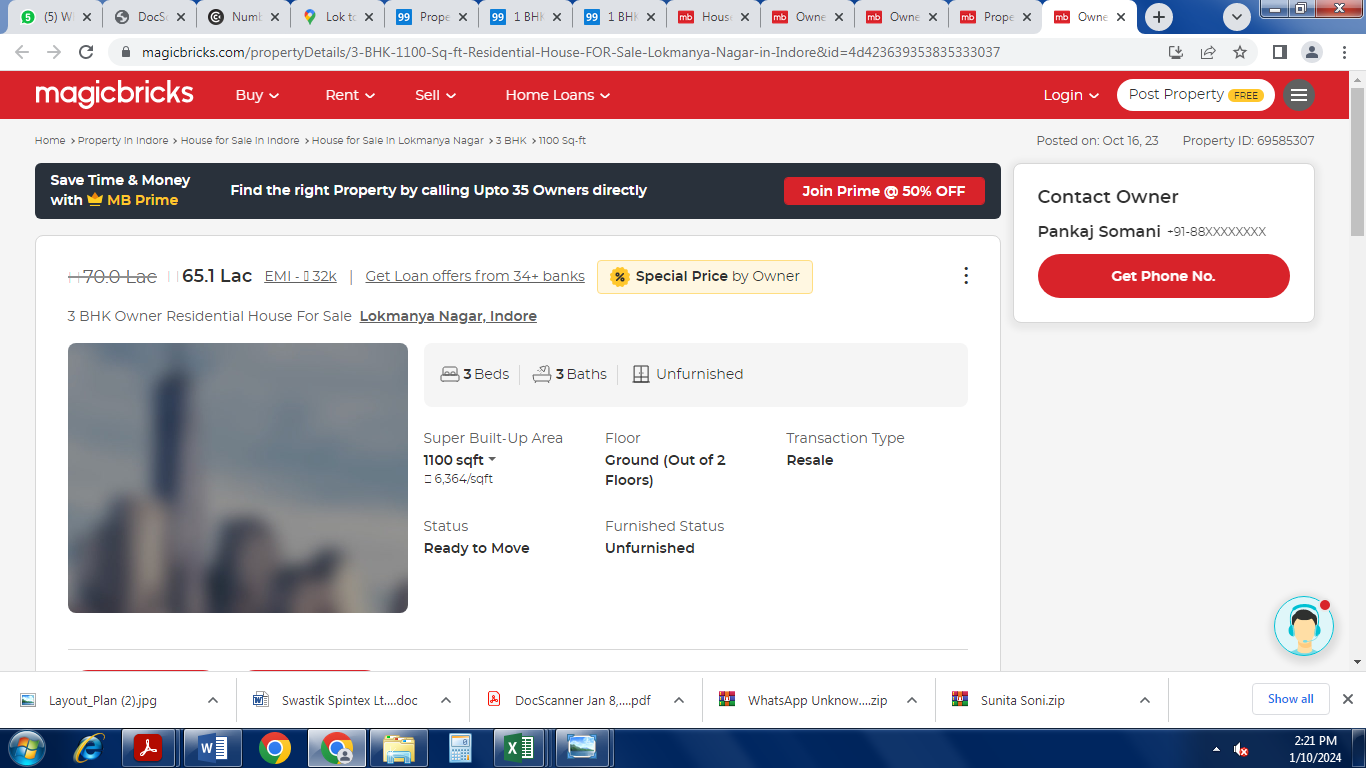 (5) W
DocSc
Numb
Lok to
Prope
1 BHK
1 BHK
House
Owne
Owne
Prope
Owne
magicbricks.com/propertyDetails/3-BHK-1100-Sq-ft-Residential-House-FOR-Sale-Lokmanya-Nagar-in-Indore&id=4d423639353835333037
magicbricks Buy Rent Sell Home Loans Login Post Property FREE
Home > Property in Indore > House for Sale in Indore > House for Sale in Lokmanya Nagar > 3 BHK > 1100 Sq-ft
Posted on: Oct 16, 23 Property ID: 69585307
Save Time & Money
with MB Prime
Find the right Property by calling Upto 35 Owners directly
Join Prime @ 50% OFF
Contact Owner
Pankaj Somani +91-88XXXXXXXX
Get Phone No.
70.0 Lac 65.1 Lac EMI - 32k | Get Loan offers from 34+ banks % Special Price by Owner
3 BHK Owner Residential House For Sale Lokmanya Nagar, Indore
3 Beds 3 Baths Unfurnished
Super Built-Up Area
1100 sqft
6,364/sqft
Floor
Ground (Out of 2
Floors)
Transaction Type
Resale
Status
Ready to Move
Furnished Status
Unfurnished
Layout_Plan (2).jpg
Swastik Spintex Lt....doc
DocScanner Jan 8,....pdf
WhatsApp Unknow....zip
Sunita Soni.zip
Show all
2:21 PM
1/10/2024